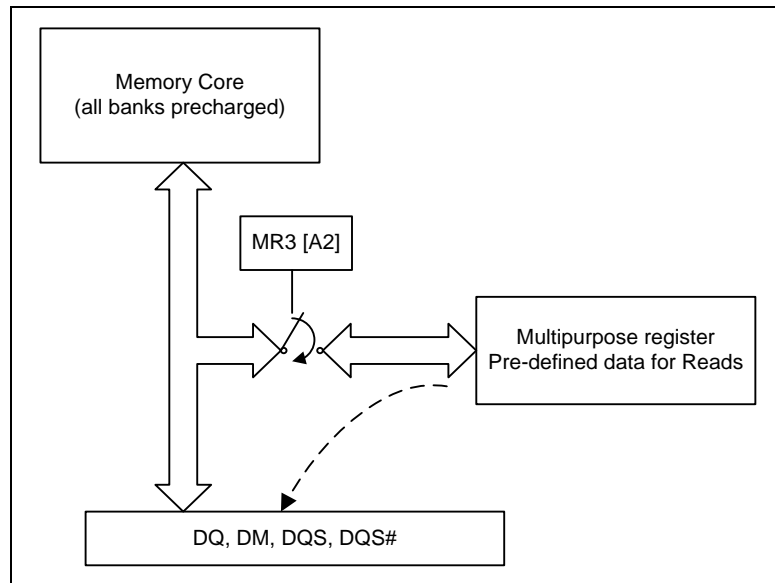 Memory Core
(all banks precharged)
MR3 [A2]
Multipurpose register
Pre-defined data for Reads
DQ, DM, DQS, DQS#